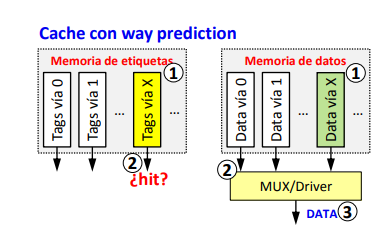 Cache con way prediction
Memoria de etiquetas
Memoria de datos
Tags vía 0
Tags vía 1
...
Tags vía X
1
...
Data vía 0
Data vía 1
...
Data vía X
1
...
2
¿hit?
2
MUX/Driver
DATA
3